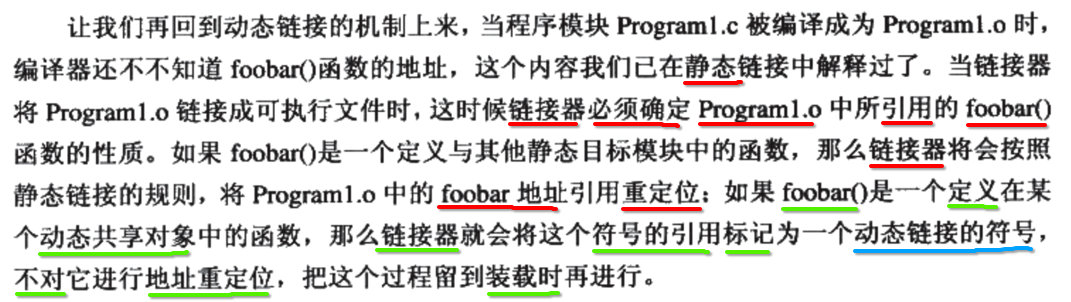 让我们再回到动态链接的机制上来，当程序模块 Program1.c 被编译成为 Program1.o 时，
编译器还不不知道 foobar()函数的地址，这个内容我们已在静态链接中解释过了。当链接器
将 Program1.o 链接成可执行文件时，这时候链接器必须确定 Program1.o 中所引用的 foobar()
函数的性质。如果 foobar()是一个定义与其他静态目标模块中的函数，那么链接器将会按照
静态链接的规则，将 Program1.o 中的 foobar 地址引用重定位；如果 foobar()是一个定义在某
个动态共享对象中的函数，那么链接器就会将这个符号的引用标记为一个动态链接的符号，
不对它进行地址重定位，把这个过程留到装载时再进行。